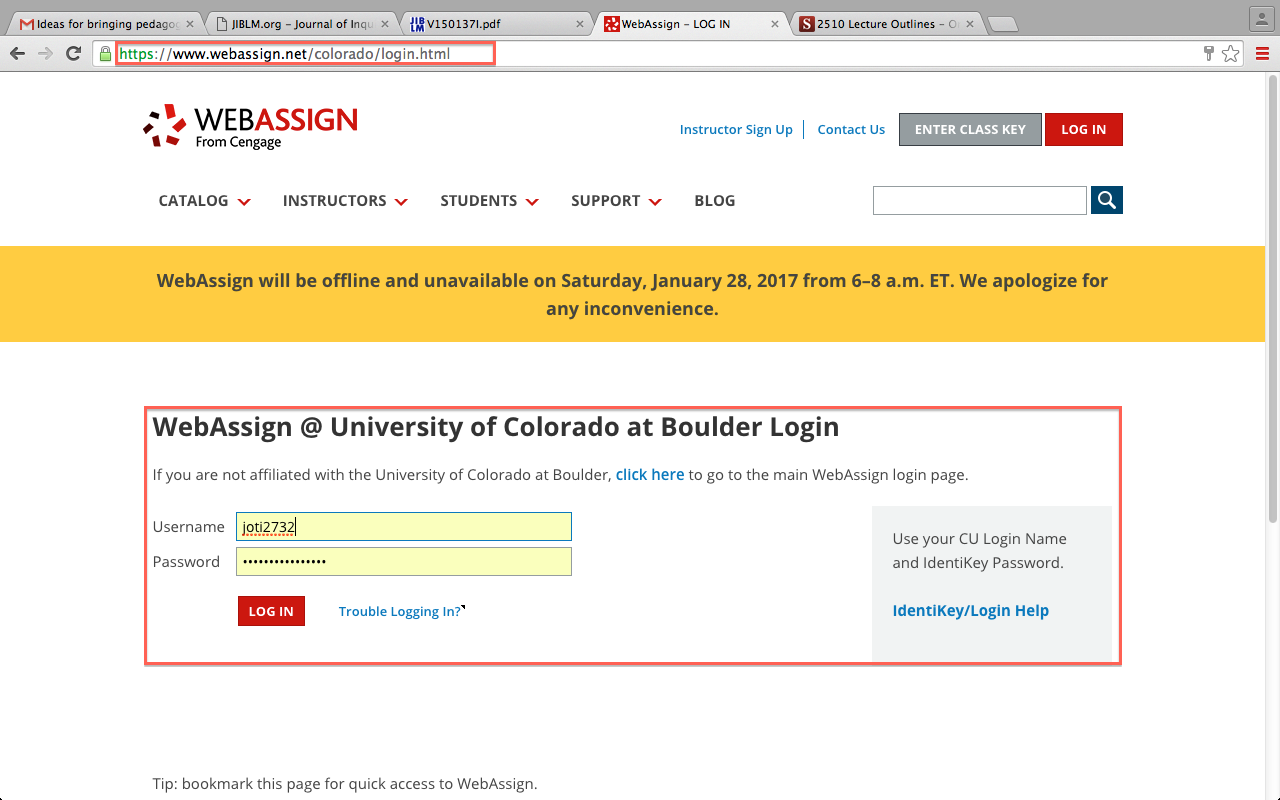 Ideas for bringing pedagog
JIBLM.org – Journal of Inqu
V150137I.pdf
WebAssign – LOG IN
2510 Lecture Outlines – O
https://www.webassign.net/colorado/login.html
WEBASSIGN
From Cengage
Instructor Sign Up
Contact Us
ENTER CLASS KEY
LOG IN
CATALOG
INSTRUCTORS
STUDENTS
SUPPORT
BLOG
WebAssign will be offline and unavailable on Saturday, January 28, 2017 from 6–8 a.m. ET. We apologize for
any inconvenience.
WebAssign @ University of Colorado at Boulder Login
If you are not affiliated with the University of Colorado at Boulder, click here to go to the main WebAssign login page.
Username
joti2732
Password
••••••••••••••••
LOG IN
Trouble Logging In?
Use your CU Login Name
and IdentiKey Password.
IdentiKey/Login Help
Tip: bookmark this page for quick access to WebAssign.